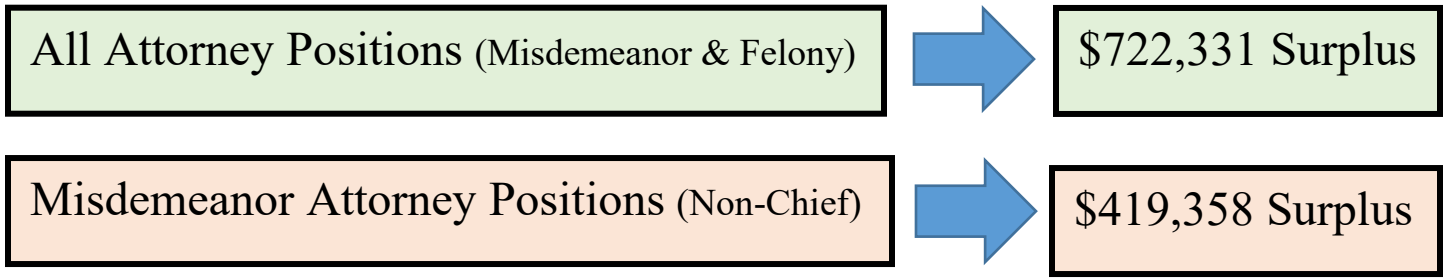 All Attorney Positions (Misdemeanor & Felony) $722,331 Surplus
Misdemeanor Attorney Positions (Non-Chief) $419,358 Surplus